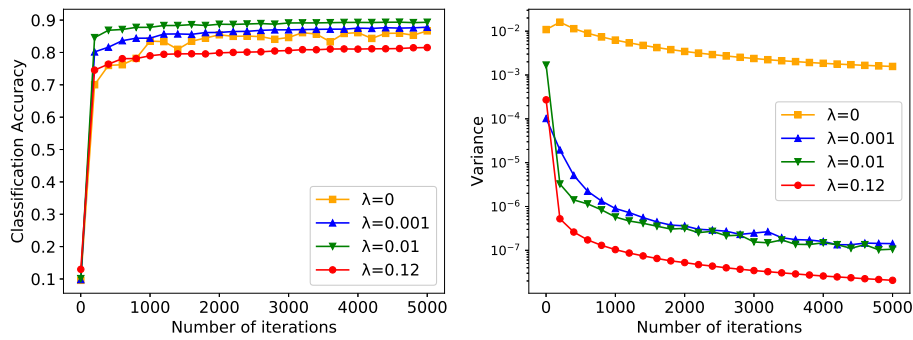 Classification Accuracy
0.9
0.8
0.7
0.6
0.5
0.4
0.3
0.2
0.1
λ=0
λ=0.001
λ=0.01
λ=0.12
0 1000 2000 3000 4000 5000
Number of iterations
Variance
10⁻²
10⁻³
10⁻⁴
10⁻⁵
10⁻⁶
10⁻⁷
λ=0
λ=0.001
λ=0.01
λ=0.12
0 1000 2000 3000 4000 5000
Number of iterations